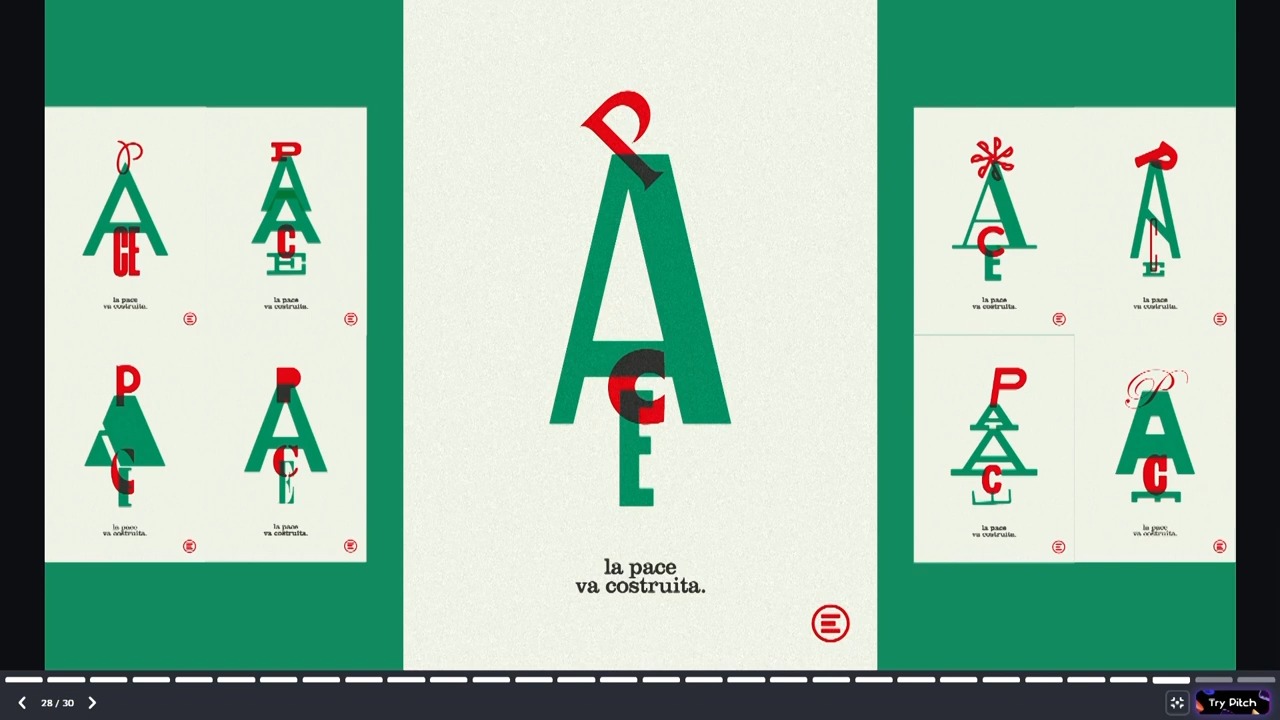 P
A
CE
la pace
va costruita.
P
A
A
C
E
la pace
va costruita.
P
A
C
E
la pace
va costruita.
P
A
C
E
la pace
va costruita.
P
A
C
E
la pace
va costruita.
E
A
C
E
la pace
va costruita.
P
A
C
E
la pace
va costruita.
P
A
A
C
E
la pace
va costruita.
P
A
C
E
la pace
va costruita.
28 / 30
Try Pitch